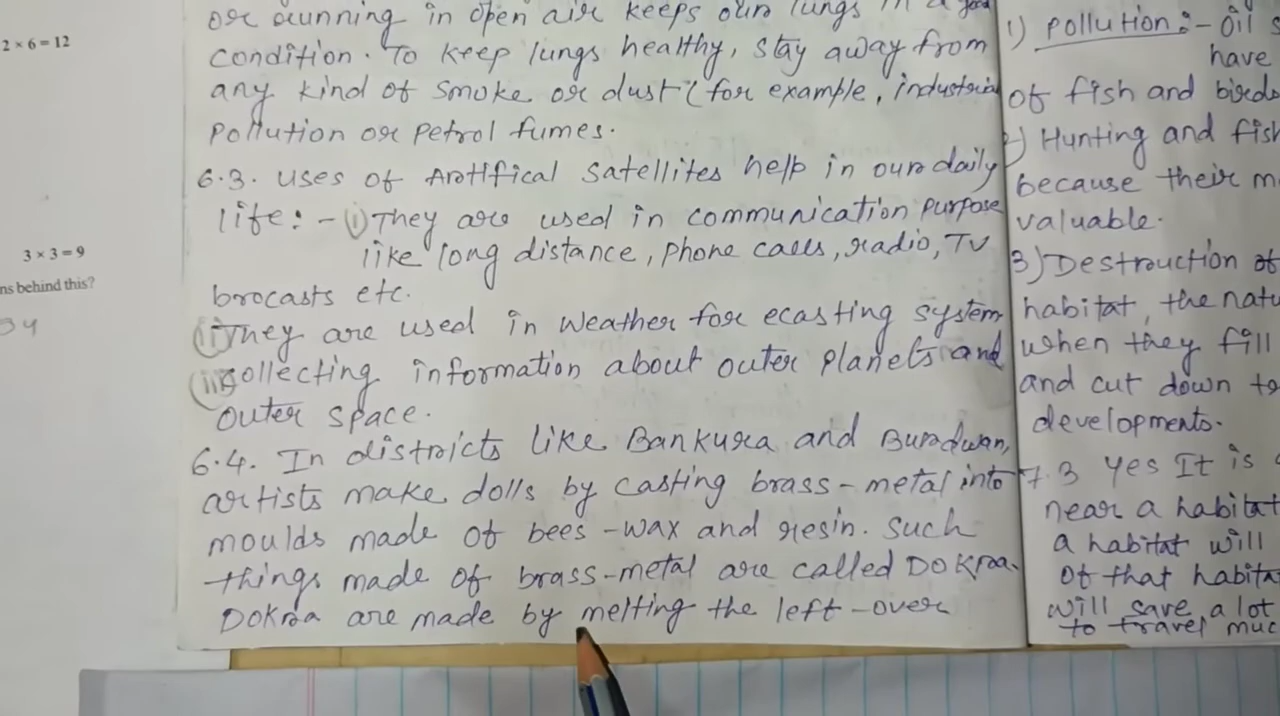 2 × 6 = 12
3 × 3 = 9
ns behind this?
or running in open air keeps our lungs in a good
condition. To keep lungs healthy, stay away from
any kind of smoke or dust (for example, industrial
pollution or petrol fumes.
6.3. Uses of Artifical Satellites help in our daily
life :- (i) They are used in communication purpose
like long distance, phone calls, radio, TV
brocasts etc.
(ii) They are used in weather for ecasting system
(iii) collecting information about outer planets and
outer space.
6.4. In districts like Bankura and Burdwan,
artists make dolls by casting brass-metal into
moulds made of bees-wax and resin. Such
things made of brass-metal are called DOKRA.
DOKRA are made by melting the left-over
1) Pollution :- Oil s
have
of fish and birds
2) Hunting and fish
because their m
valuable.
3) Destruction of
habitat, the natu
when they fill
and cut down t
developments.
7.3 Yes It is
near a habitat
a habitat will
of that habita
will save a lot
to travel muc